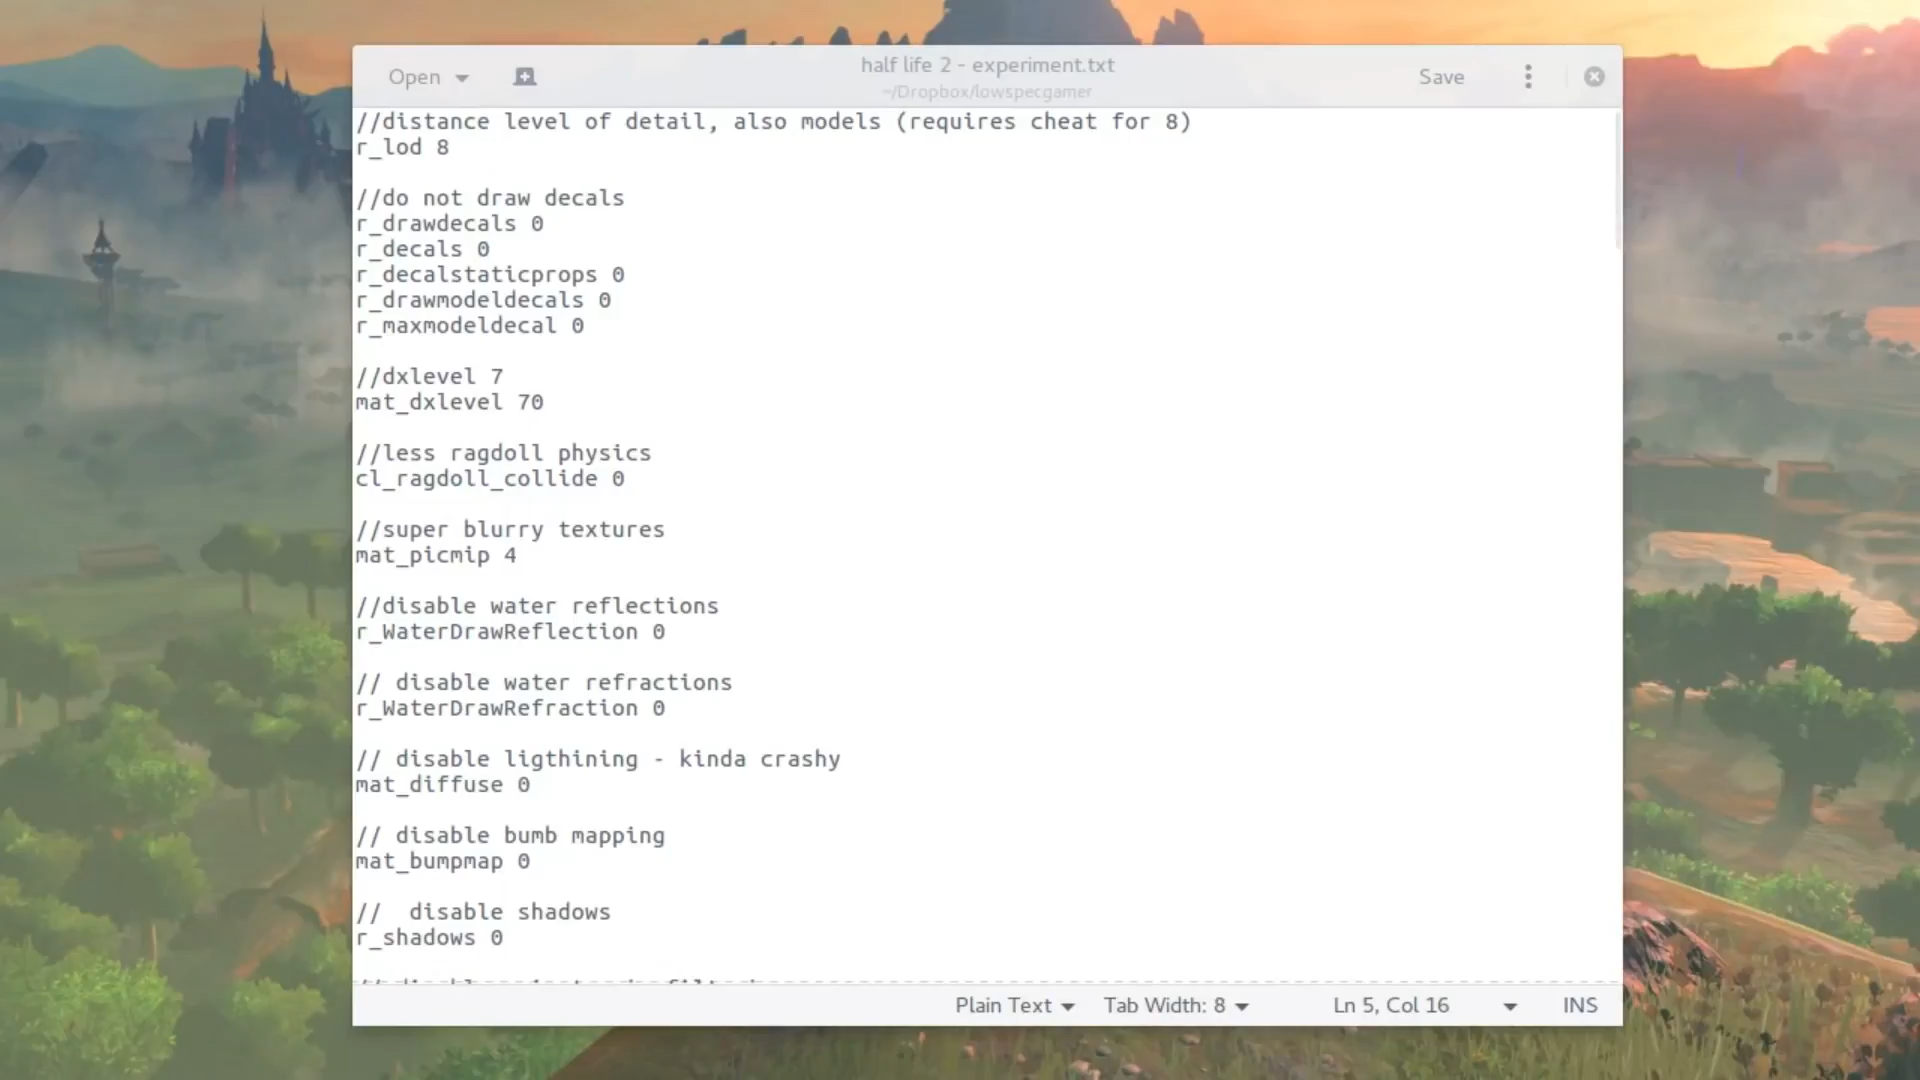 Open
half life 2 - experiment.txt
~/Dropbox/lowspecgamer
Save
//distance level of detail, also models (requires cheat for 8)
r_lod 8
//do not draw decals
r_drawdecals 0
r_decals 0
r_decalstaticprops 0
r_drawmodeldecals 0
r_maxmodeldecal 0
//dxlevel 7
mat_dxlevel 70
//less ragdoll physics
cl_ragdoll_collide 0
//super blurry textures
mat_picmip 4
//disable water reflections
r_WaterDrawReflection 0
// disable water refractions
r_WaterDrawRefraction 0
// disable ligthining - kinda crashy
mat_diffuse 0
// disable bumb mapping
mat_bumpmap 0
//  disable shadows
r_shadows 0
Plain Text
Tab Width: 8
Ln 5, Col 16
INS